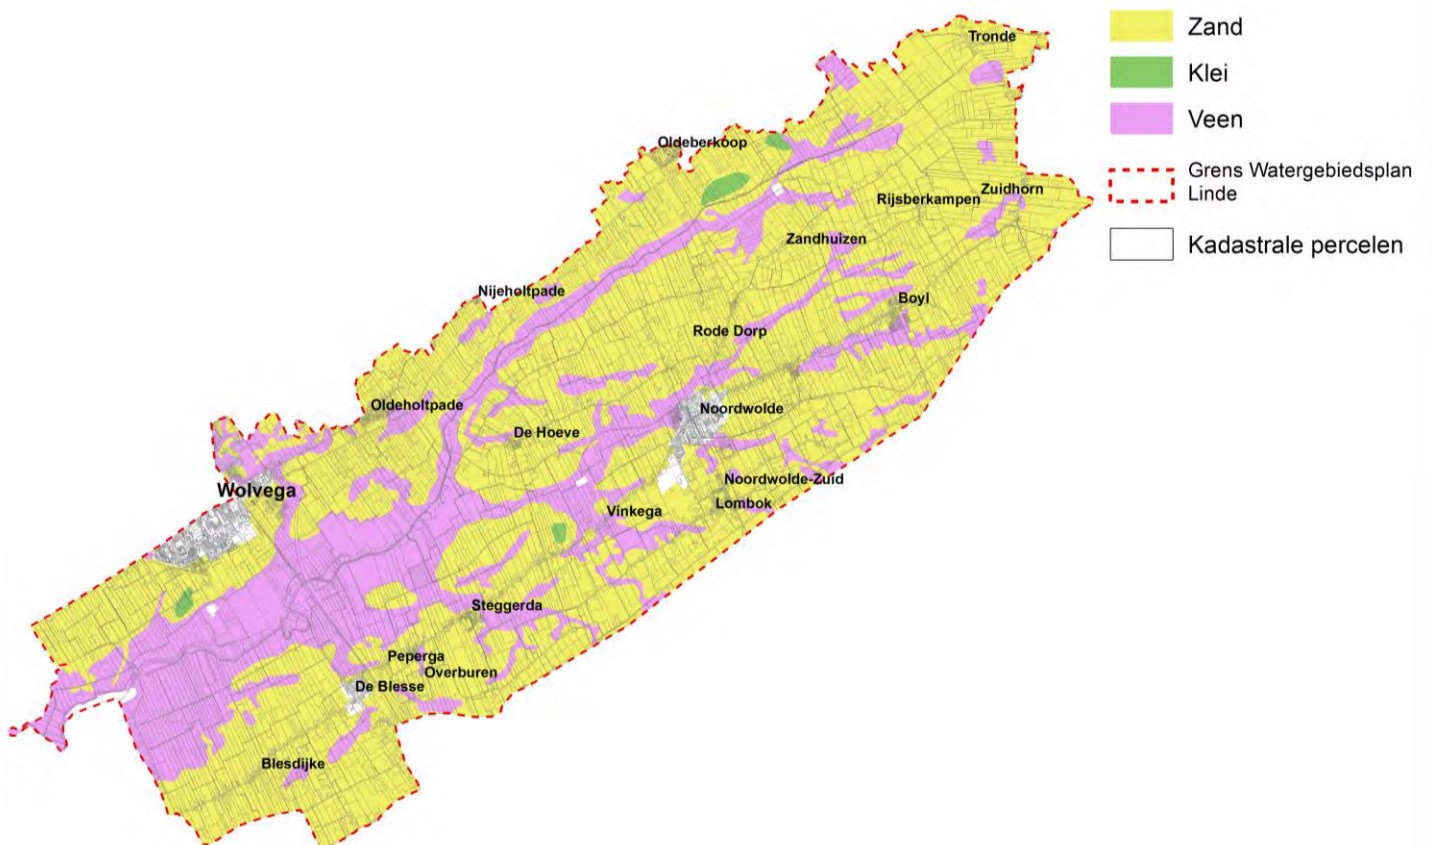 Zand
Klei
Veen
Grens Watergebiedsplan
Linde
Kadastrale percelen
Tronde
Oldeberkoop
Zuidhorn
Rijsberkampen
Zandhuizen
Nijeholtpade
Boyl
Rode Dorp
Oldeholtpade
Noordwolde
De Hoeve
Noordwolde-Zuid
Wolvega
Lombok
Vinkega
Steggerda
Peperga
Overburen
De Blesse
Blesdijke